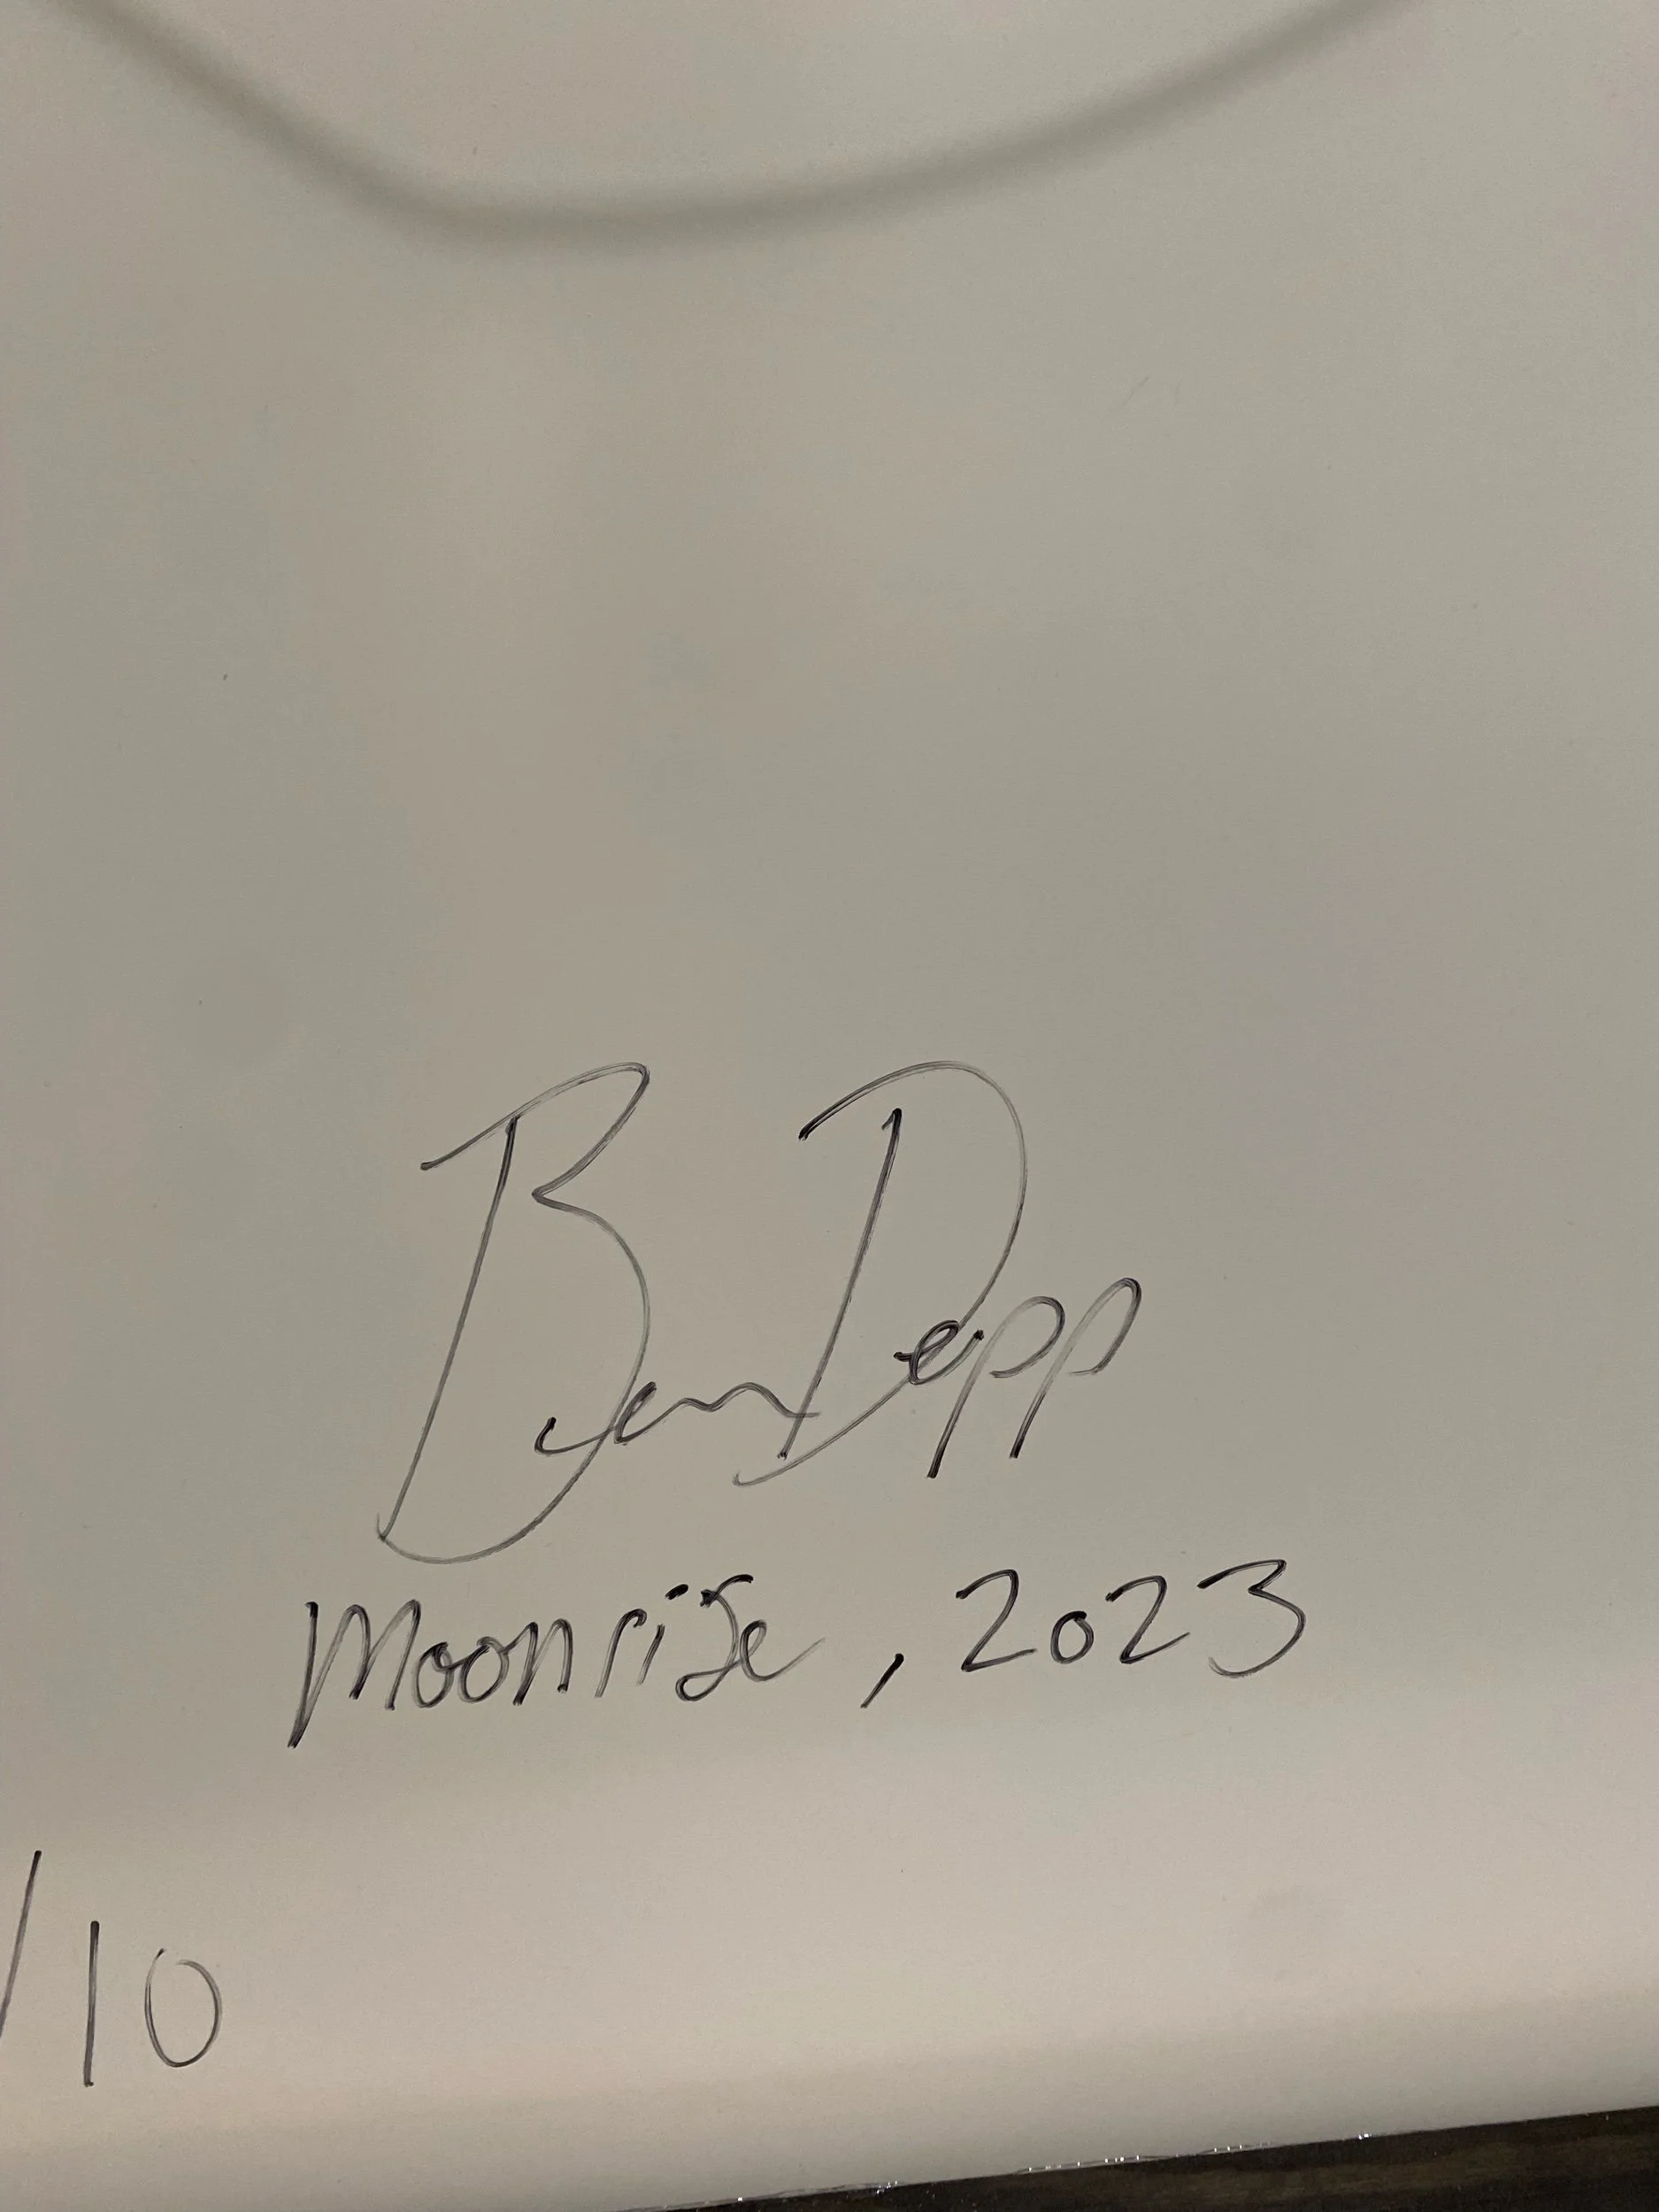 Ben Depp
Moonrise, 2023
/10